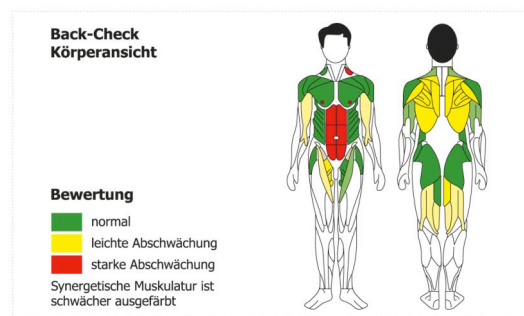 Back-Check
Körperansicht
Bewertung
normal
leichte Abschwächung
starke Abschwächung
Synergetische Muskulatur ist
schwächer ausgefärbt